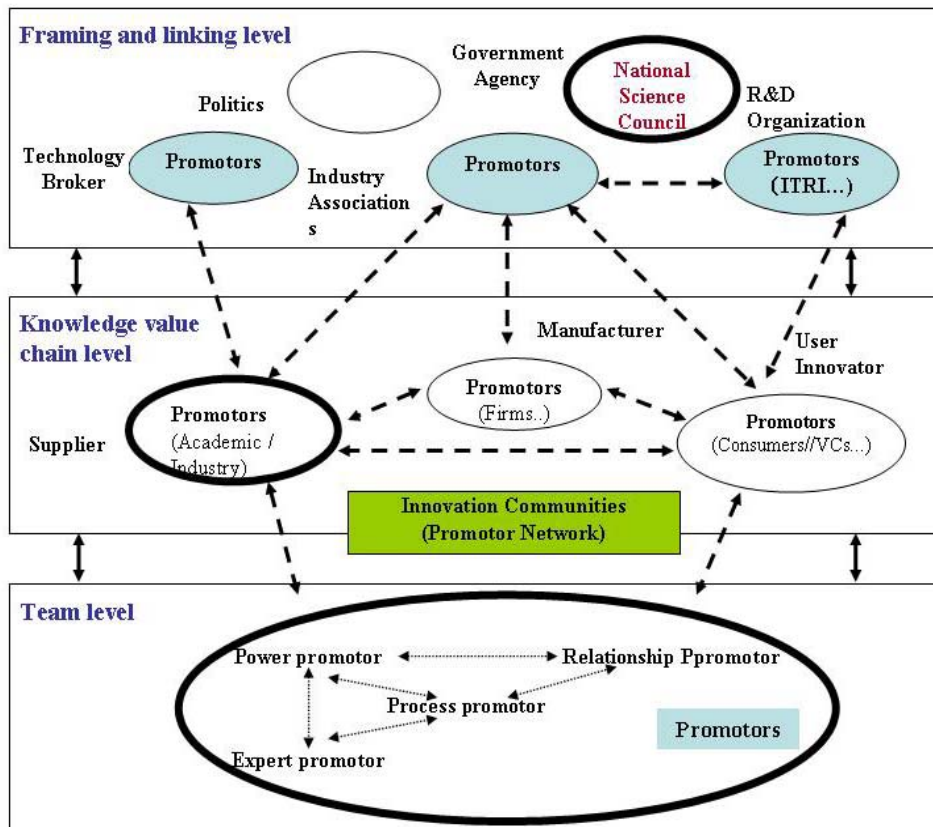 Framing and linking level
Government
Agency
National
Science
Council
Politics
R&D
Organization
Technology
Broker
Promotors
Industry
Association
s
Promotors
Promotors
(ITRI...)
Knowledge value
chain level
Manufacturer
User
Innovator
Promotors
(Firms..)
Supplier
Promotors
(Academic /
Industry)
Promotors
(Consumers//VCs...)
Innovation Communities
(Promotor Network)
Team level
Power promotor
Relationship Ppromotor
Process promotor
Expert promotor
Promotors